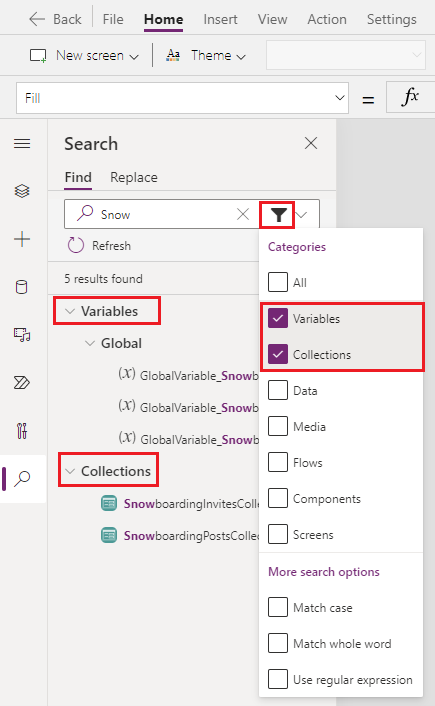 Back File Home Insert View Action Settings
New screen Aa Theme
Fill = fx
Search
Find Replace
Snow
Refresh
5 results found
Variables
Global
(x) GlobalVariable_Snowb
(x) GlobalVariable_Snowb
(x) GlobalVariable_Snowb
Collections
SnowboardingInvitesColle
SnowboardingPostsCollec
Categories
All
Variables
Collections
Data
Media
Flows
Components
Screens
More search options
Match case
Match whole word
Use regular expression